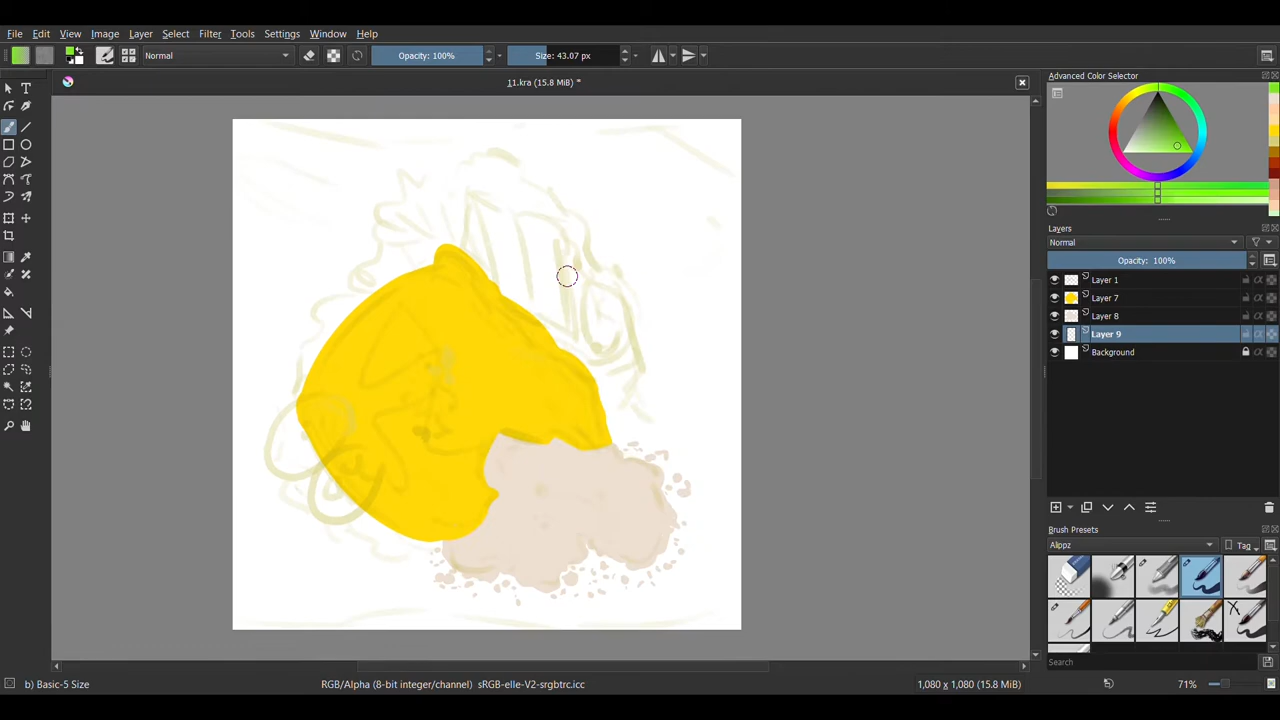 File Edit View Image Layer Select Filter Tools Settings Window Help
Normal Opacity: 100% Size: 43.07 px
11.kra (15.8 MiB) *
Advanced Color Selector
Layers
Normal
Opacity: 100%
Layer 1
Layer 7
Layer 8
Layer 9
Background
Brush Presets
Alippz Tag
Search
b) Basic-5 Size RGB/Alpha (8-bit integer/channel) sRGB-elle-V2-srgbtrc.icc 1,080 x 1,080 (15.8 MiB) 71%